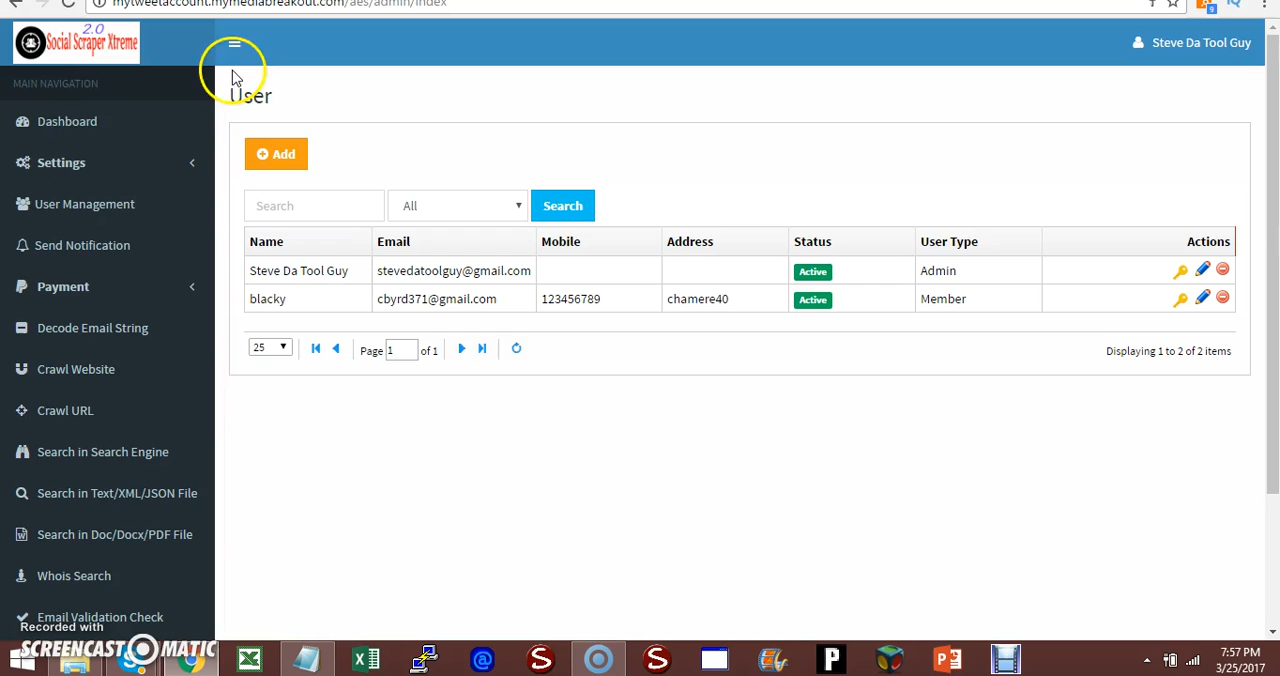 mytweetaccount.mymediabreakout.com/aes/admin/index
9
2.0
Social Scraper Xtreme
Steve Da Tool Guy
MAIN NAVIGATION
Dashboard
Settings
User Management
Send Notification
Payment
Decode Email String
Crawl Website
Crawl URL
Search in Search Engine
Search in Text/XML/JSON File
Search in Doc/Docx/PDF File
Whois Search
Email Validation Check
User
Add
Search All Search
Name Email Mobile Address Status User Type Actions
Steve Da Tool Guy stevedatoolguy@gmail.com Active Admin
blacky cbyrd371@gmail.com 123456789 chamere40 Active Member
25 Page 1 of 1 Displaying 1 to 2 of 2 items
Recorded with
SCREENCAST MATIC
7:57 PM
3/25/2017